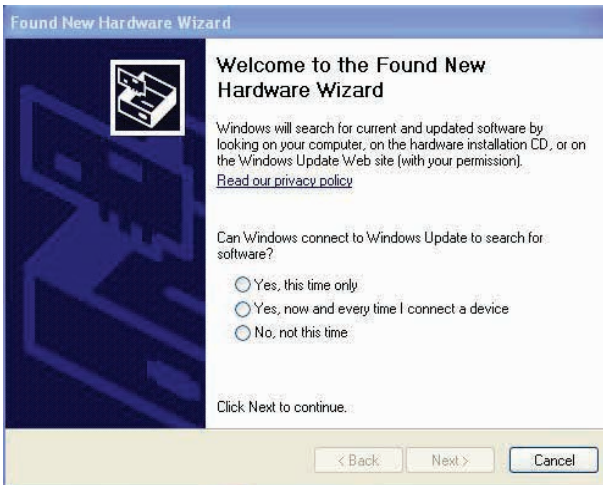 Found New Hardware Wizard
Welcome to the Found New
Hardware Wizard
Windows will search for current and updated software by
looking on your computer, on the hardware installation CD, or on
the Windows Update Web site (with your permission).
Read our privacy policy
Can Windows connect to Windows Update to search for
software?
Yes, this time only
Yes, now and every time I connect a device
No, not this time
Click Next to continue.
< Back Next > Cancel